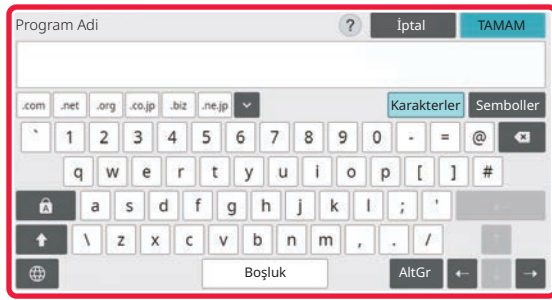 Program Adi ? İptal TAMAM
.com .net .org .co.jp .biz .ne.jp Karakterler Semboller
` 1 2 3 4 5 6 7 8 9 0 - = @
q w e r t y u i o p [ ] #
A a s d f g h j k l ; '
\ z x c v b n m , . /
Boşluk AltGr ← ↓ →